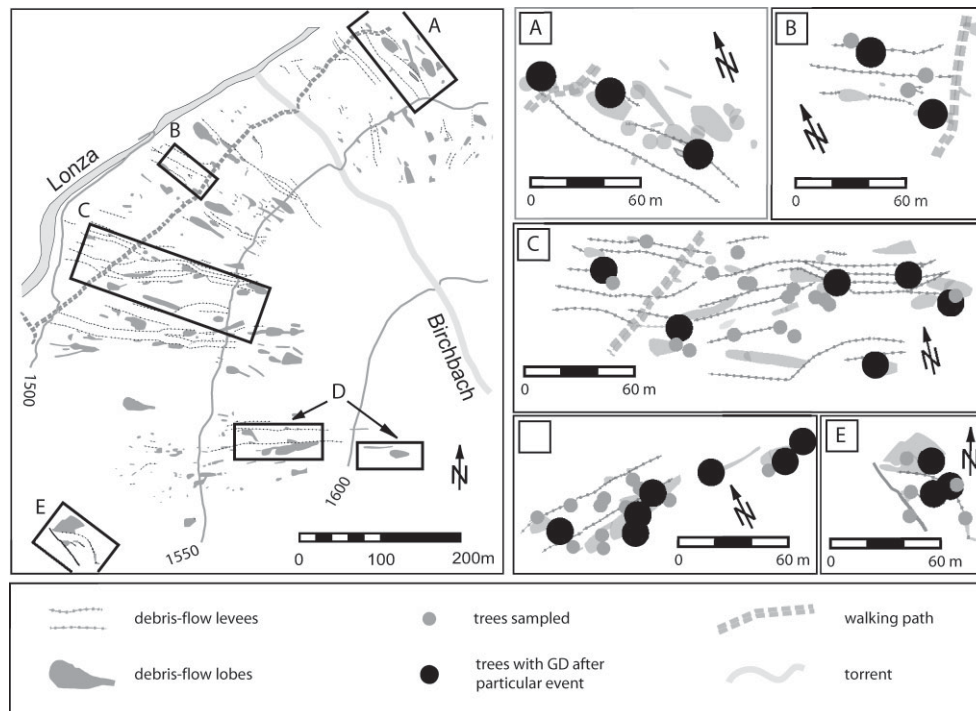 A
B
C
Lonza
Birchbach
D
E
1500
1550
1600
N
0 100 200m
A
N
0 60 m
B
N
0 60 m
C
N
0 60 m
N
0 60 m
E
N
0 60 m
debris-flow levees
trees sampled
walking path
debris-flow lobes
trees with GD after
particular event
torrent